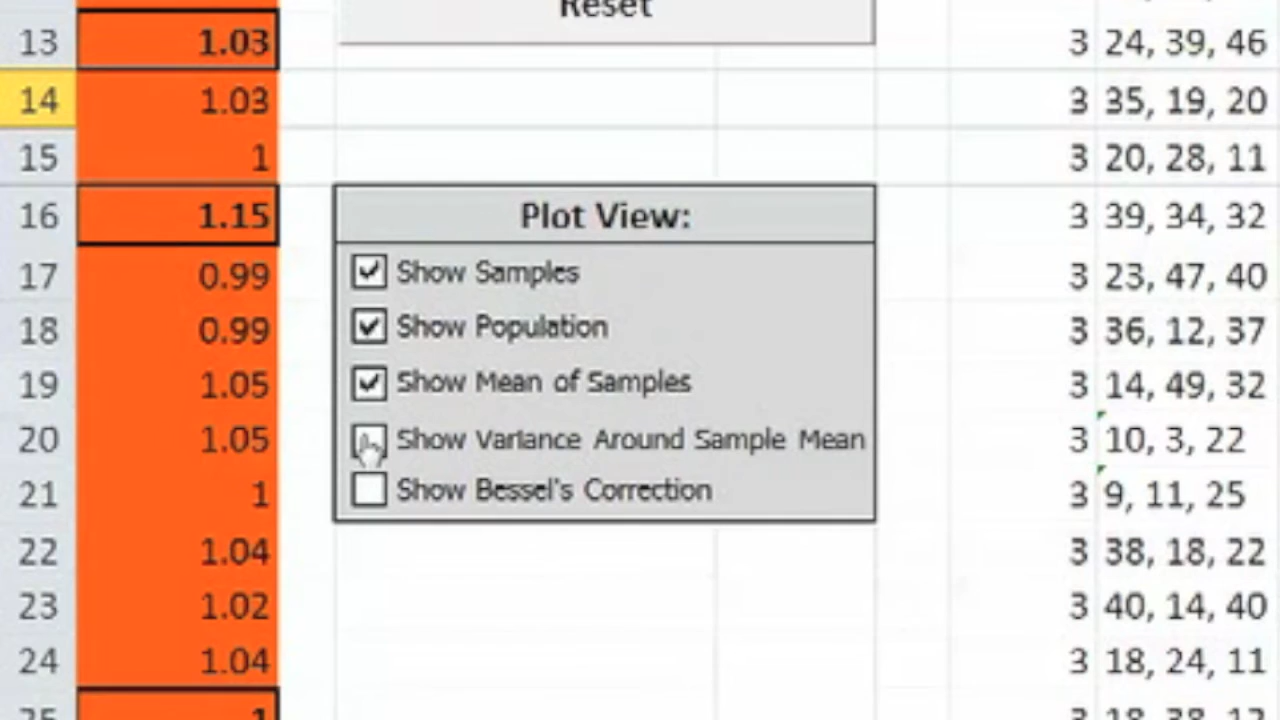 Reset
13 1.03 3 24, 39, 46
14 1.03 3 35, 19, 20
15 1 3 20, 28, 11
16 1.15 Plot View: 3 39, 34, 32
17 0.99 Show Samples 3 23, 47, 40
18 0.99 Show Population 3 36, 12, 37
19 1.05 Show Mean of Samples 3 14, 49, 32
20 1.05 Show Variance Around Sample Mean 3 10, 3, 22
21 1 Show Bessel's Correction 3 9, 11, 25
22 1.04 3 38, 18, 22
23 1.02 3 40, 14, 40
24 1.04 3 18, 24, 11
25 1 3